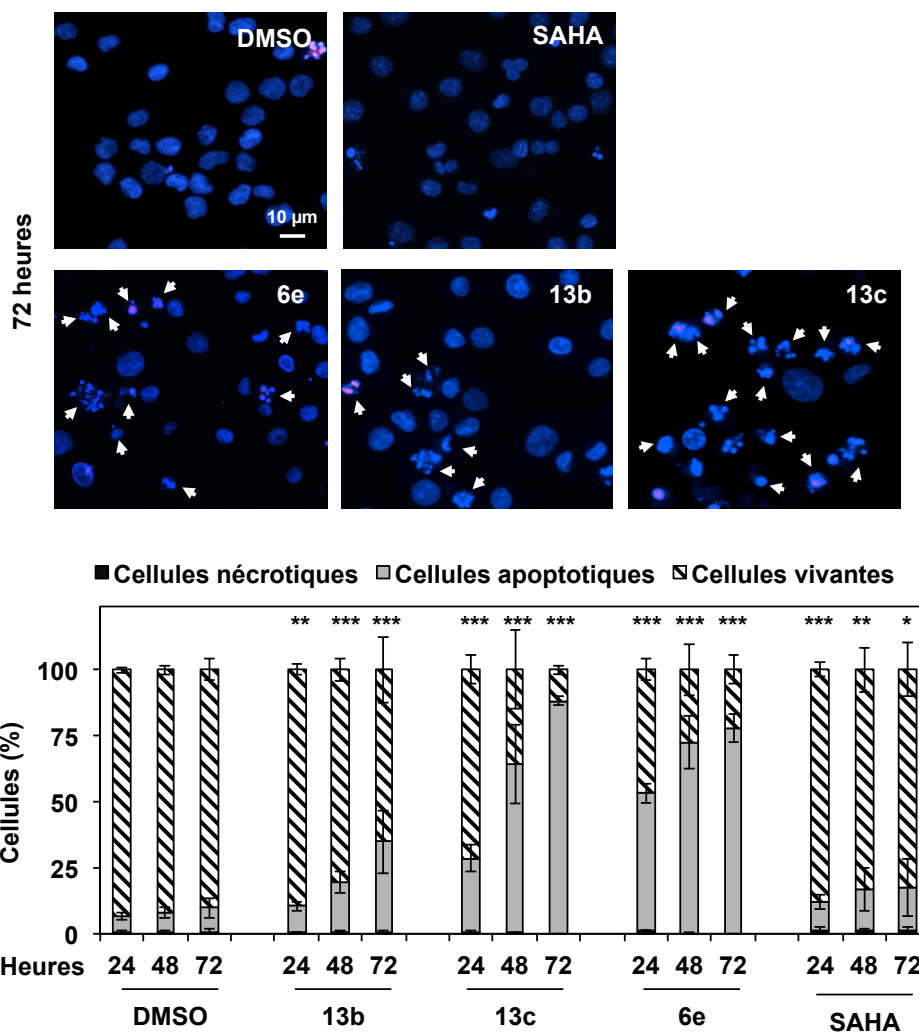 DMSO
SAHA
10 µm
72 heures
6e
13b
13c
Cellules nécrotiques Cellules apoptotiques Cellules vivantes
** *** *** *** *** *** *** *** *** *** ** *
100
75
50
25
0
Cellules (%)
Heures 24 48 72 24 48 72 24 48 72 24 48 72 24 48 72
DMSO 13b 13c 6e SAHA